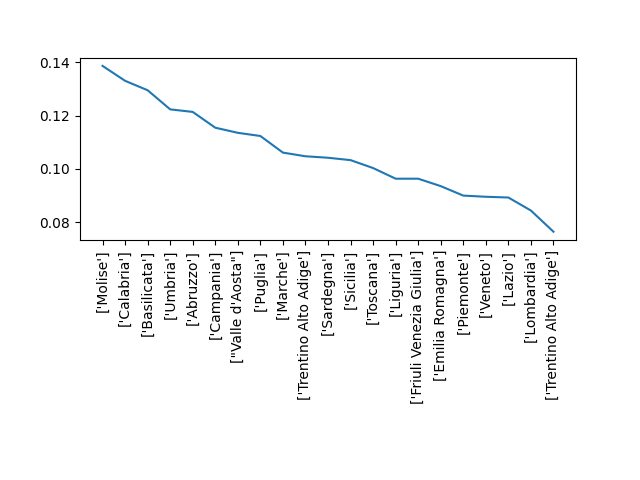 0.14
0.12
0.10
0.08
['Molise']
['Calabria']
['Basilicata']
['Umbria']
['Abruzzo']
['Campania']
["Valle d'Aosta"]
['Puglia']
['Marche']
['Trentino Alto Adige']
['Sardegna']
['Sicilia']
['Toscana']
['Liguria']
['Friuli Venezia Giulia']
['Emilia Romagna']
['Piemonte']
['Veneto']
['Lazio']
['Lombardia']
['Trentino Alto Adige']